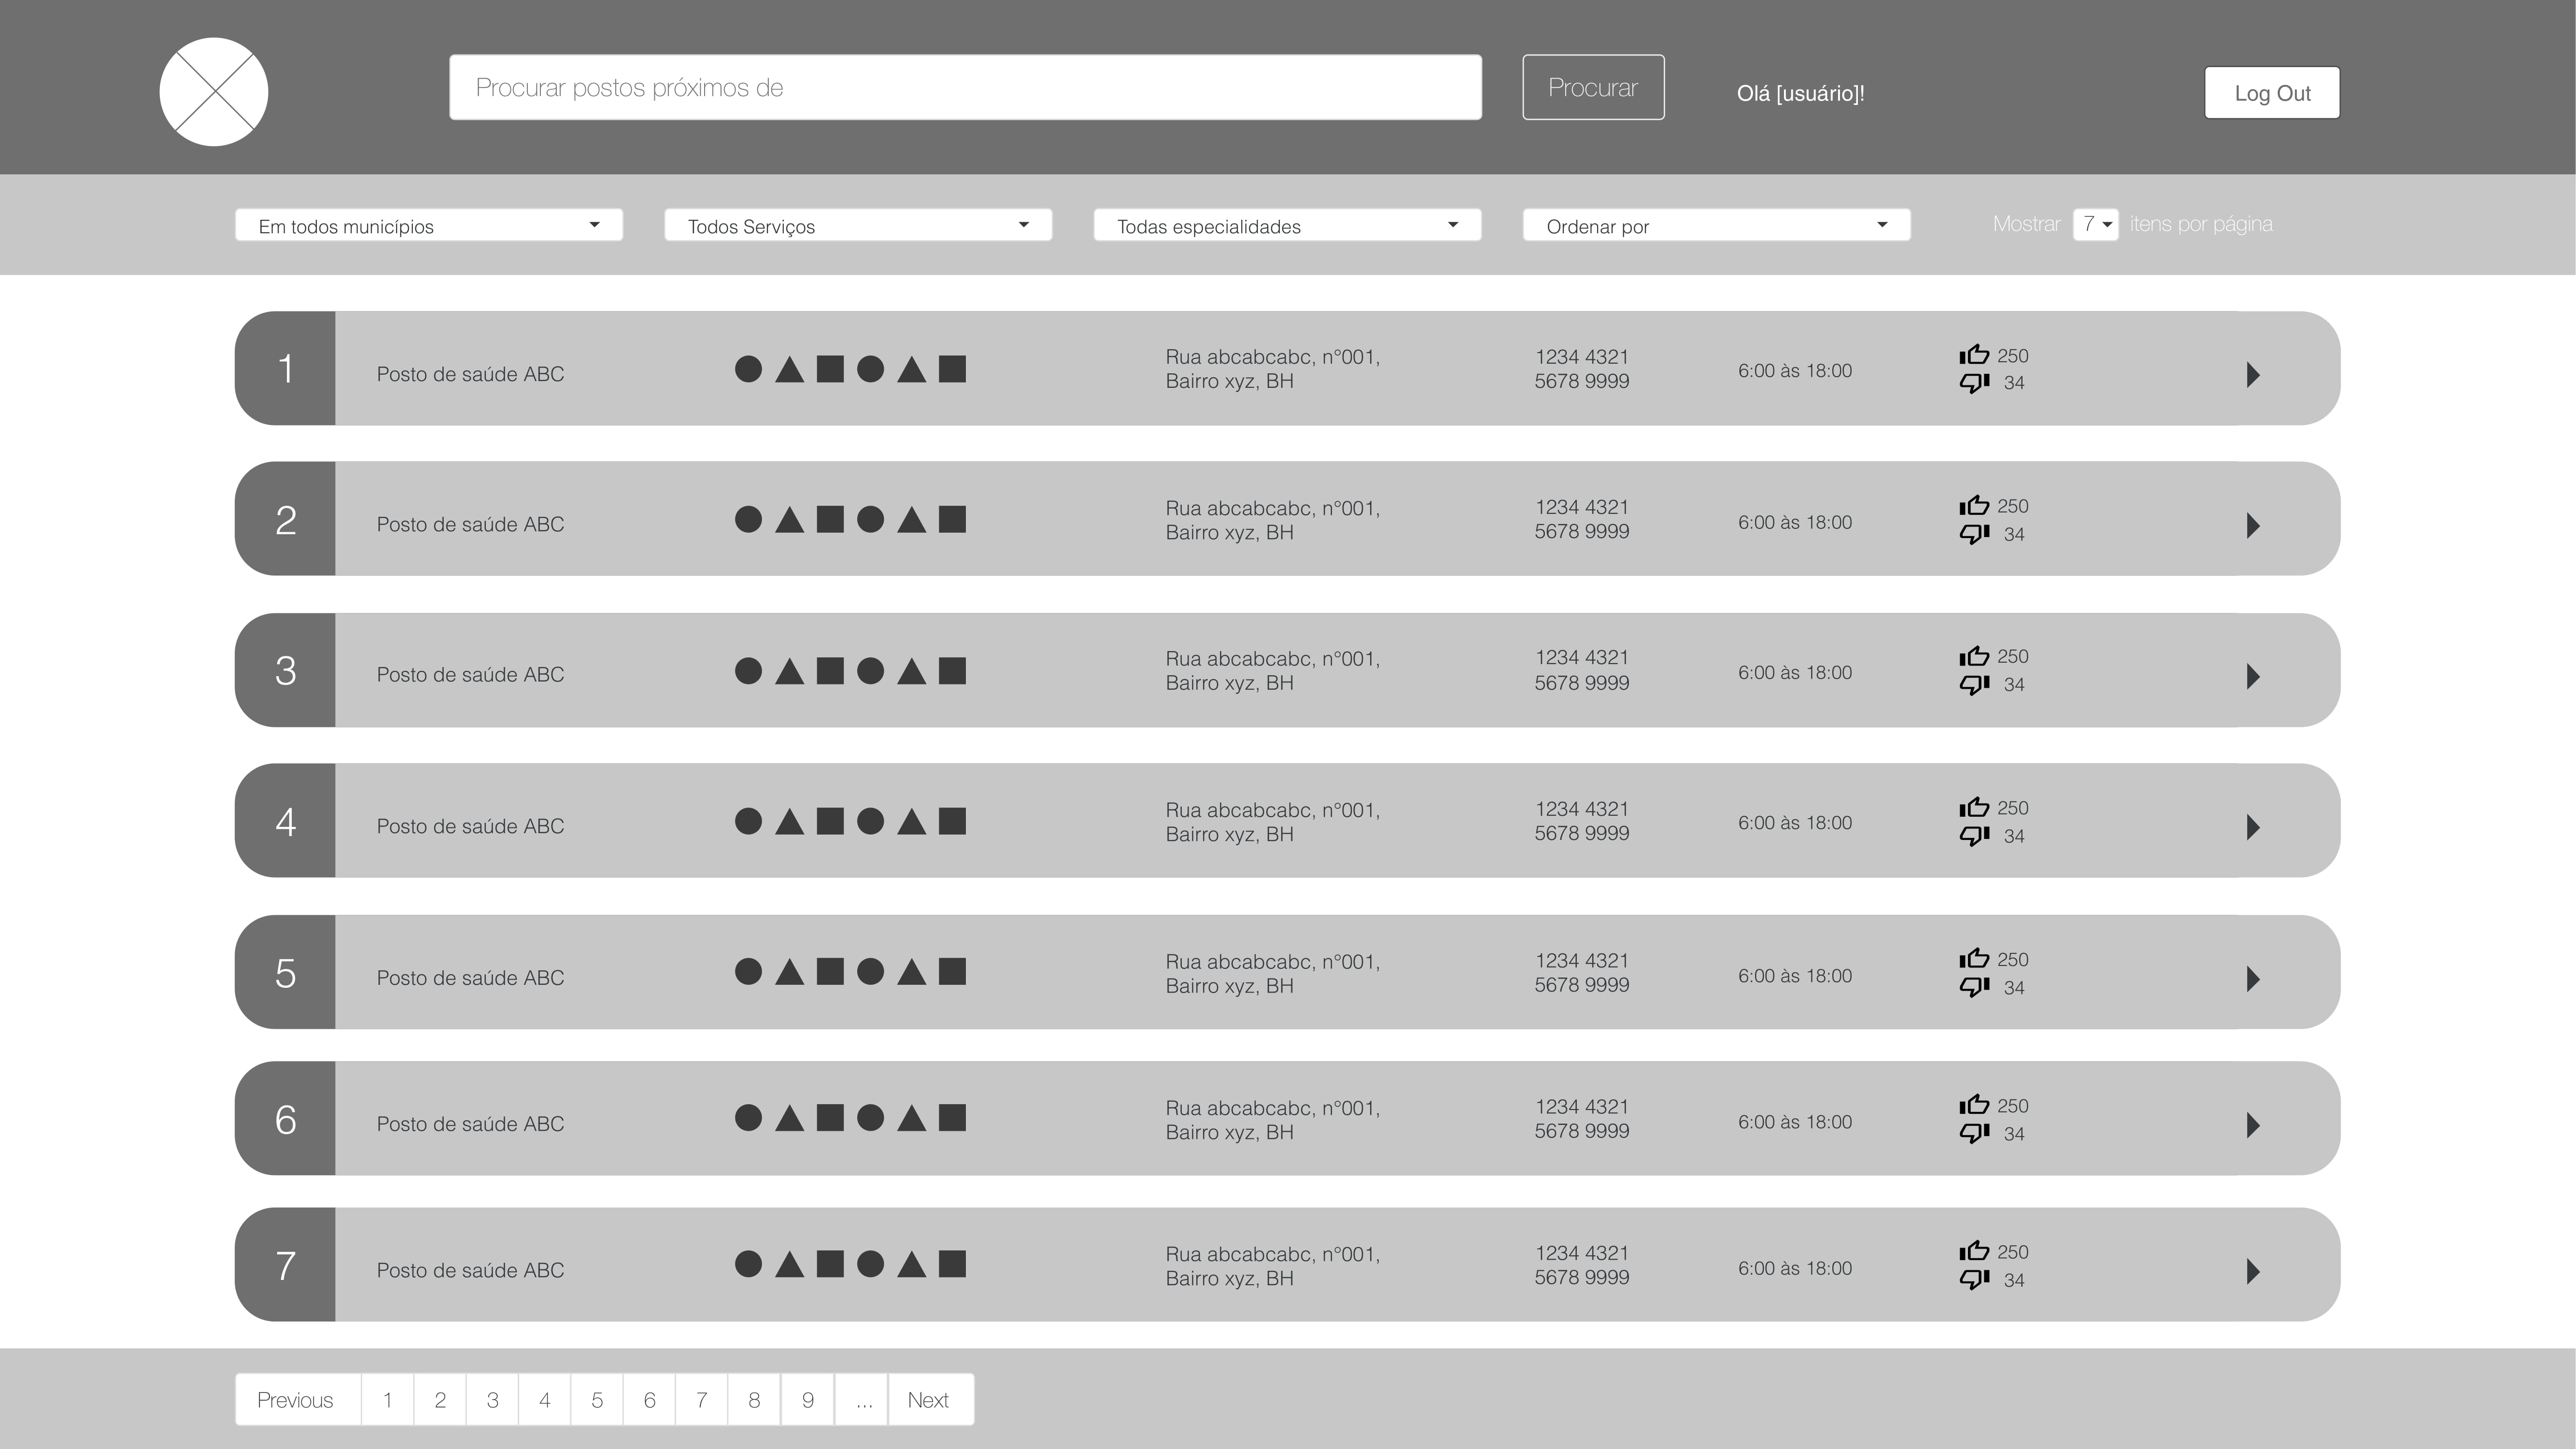 Procurar postos próximos de
Procurar
Olá [usuário]!
Log Out
Em todos municípios
Todos Serviços
Todas especialidades
Ordenar por
Mostrar 7 itens por página
1
Posto de saúde ABC
Rua abcabcabc, nº001,
Bairro xyz, BH
1234 4321
5678 9999
6:00 às 18:00
250
34
2
Posto de saúde ABC
Rua abcabcabc, nº001,
Bairro xyz, BH
1234 4321
5678 9999
6:00 às 18:00
250
34
3
Posto de saúde ABC
Rua abcabcabc, nº001,
Bairro xyz, BH
1234 4321
5678 9999
6:00 às 18:00
250
34
4
Posto de saúde ABC
Rua abcabcabc, nº001,
Bairro xyz, BH
1234 4321
5678 9999
6:00 às 18:00
250
34
5
Posto de saúde ABC
Rua abcabcabc, nº001,
Bairro xyz, BH
1234 4321
5678 9999
6:00 às 18:00
250
34
6
Posto de saúde ABC
Rua abcabcabc, nº001,
Bairro xyz, BH
1234 4321
5678 9999
6:00 às 18:00
250
34
7
Posto de saúde ABC
Rua abcabcabc, nº001,
Bairro xyz, BH
1234 4321
5678 9999
6:00 às 18:00
250
34
Previous 1 2 3 4 5 6 7 8 9 ... Next